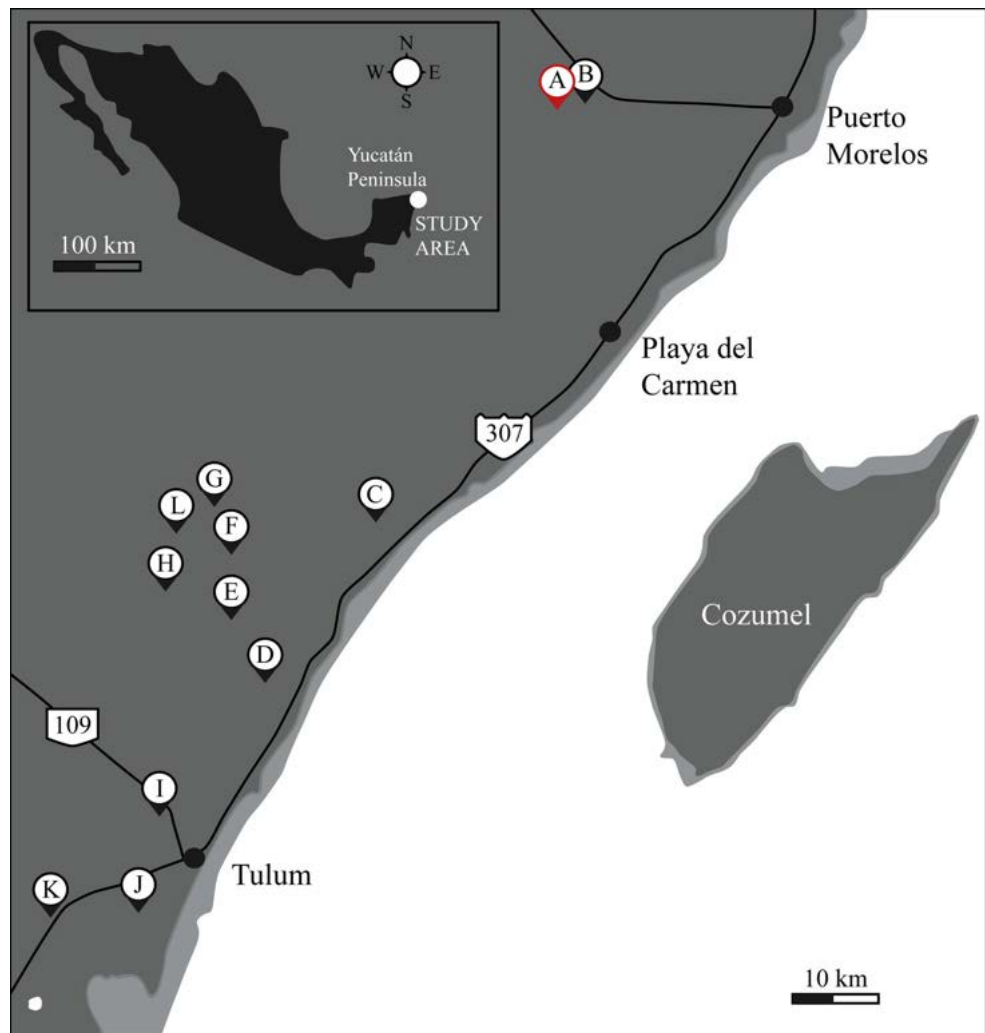 N
W E
S
Yucatán
Peninsula
STUDY
AREA
100 km
A
B
Puerto
Morelos
Playa del
Carmen
307
G
L
C
F
H
E
Cozumel
D
109
I
Tulum
K
J
10 km